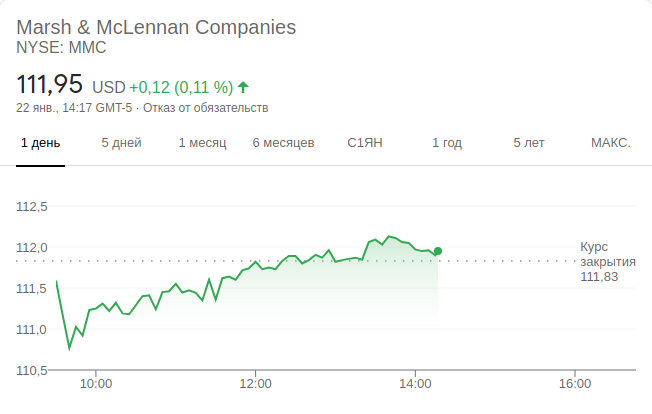 Marsh & McLennan Companies
NYSE: MMC
111,95 USD +0,12 (0,11 %)
22 янв., 14:17 GMT-5 · Отказ от обязательств
1 день 5 дней 1 месяц 6 месяцев С1ЯН 1 год 5 лет МАКС.
112,5
112,0
111,5
111,0
110,5
Курс
закрытия
111,83
10:00 12:00 14:00 16:00